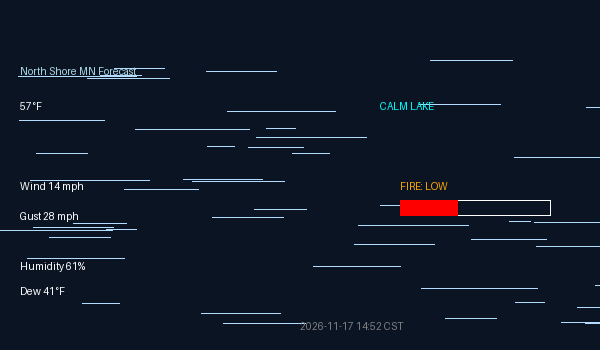 North Shore MN Forecast
57°F
CALM LAKE
Wind 14 mph
FIRE: LOW
Gust 28 mph
Humidity 61%
Dew 41°F
2026-11-17 14:52 CST